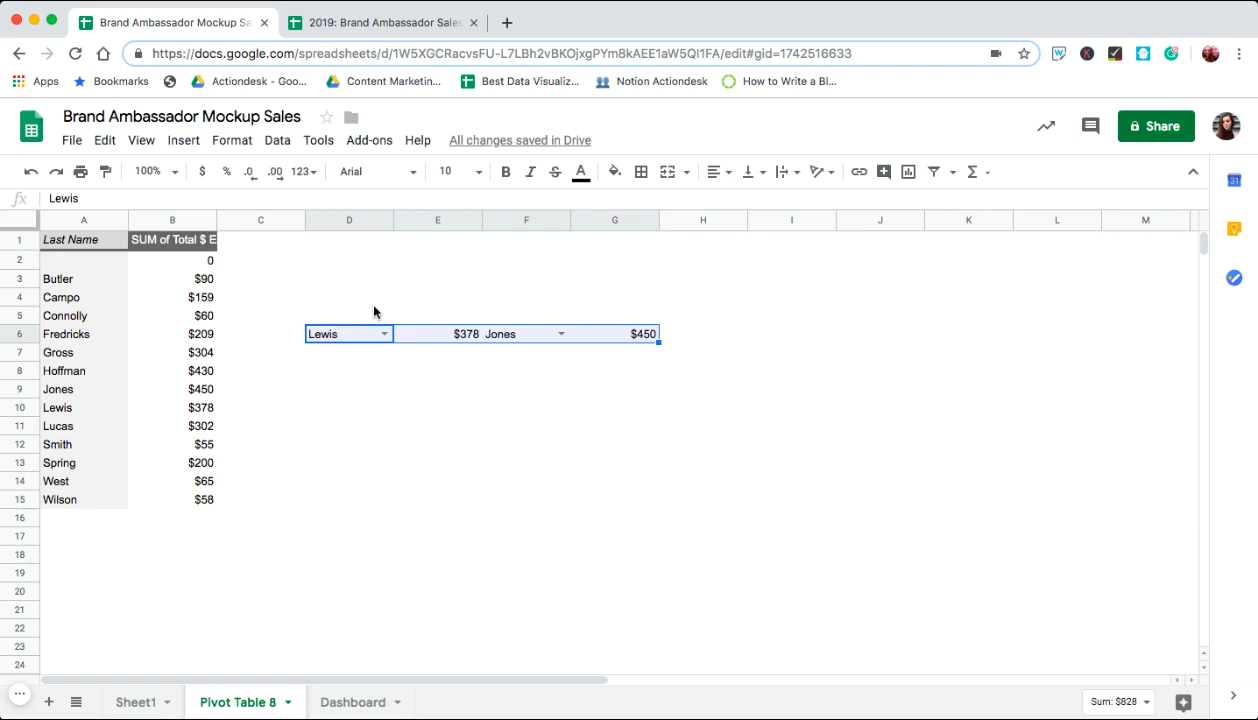 Brand Ambassador Mockup Sa
2019: Brand Ambassador Sales
https://docs.google.com/spreadsheets/d/1W5XGCRacvsFU-L7LBh2vBKOjxgPYm8kAEE1aW5Ql1FA/edit#gid=1742516633
Apps Bookmarks Actiondesk - Goo... Content Marketin... Best Data Visualiz... Notion Actiondesk How to Write a Bl...
Brand Ambassador Mockup Sales
File Edit View Insert Format Data Tools Add-ons Help All changes saved in Drive
Share
100% $ % .0 .00 123 Arial 10 B I S A Σ
31
fx Lewis
A B C D E F G H I J K L M
1 Last Name SUM of Total $ E
2 0
3 Butler $90
4 Campo $159
5 Connolly $60
6 Fredricks $209 Lewis $378 Jones $450
7 Gross $304
8 Hoffman $430
9 Jones $450
10 Lewis $378
11 Lucas $302
12 Smith $55
13 Spring $200
14 West $65
15 Wilson $58
16
17
18
19
20
21
22
23
24
Sheet1 Pivot Table 8 Dashboard Sum: $828